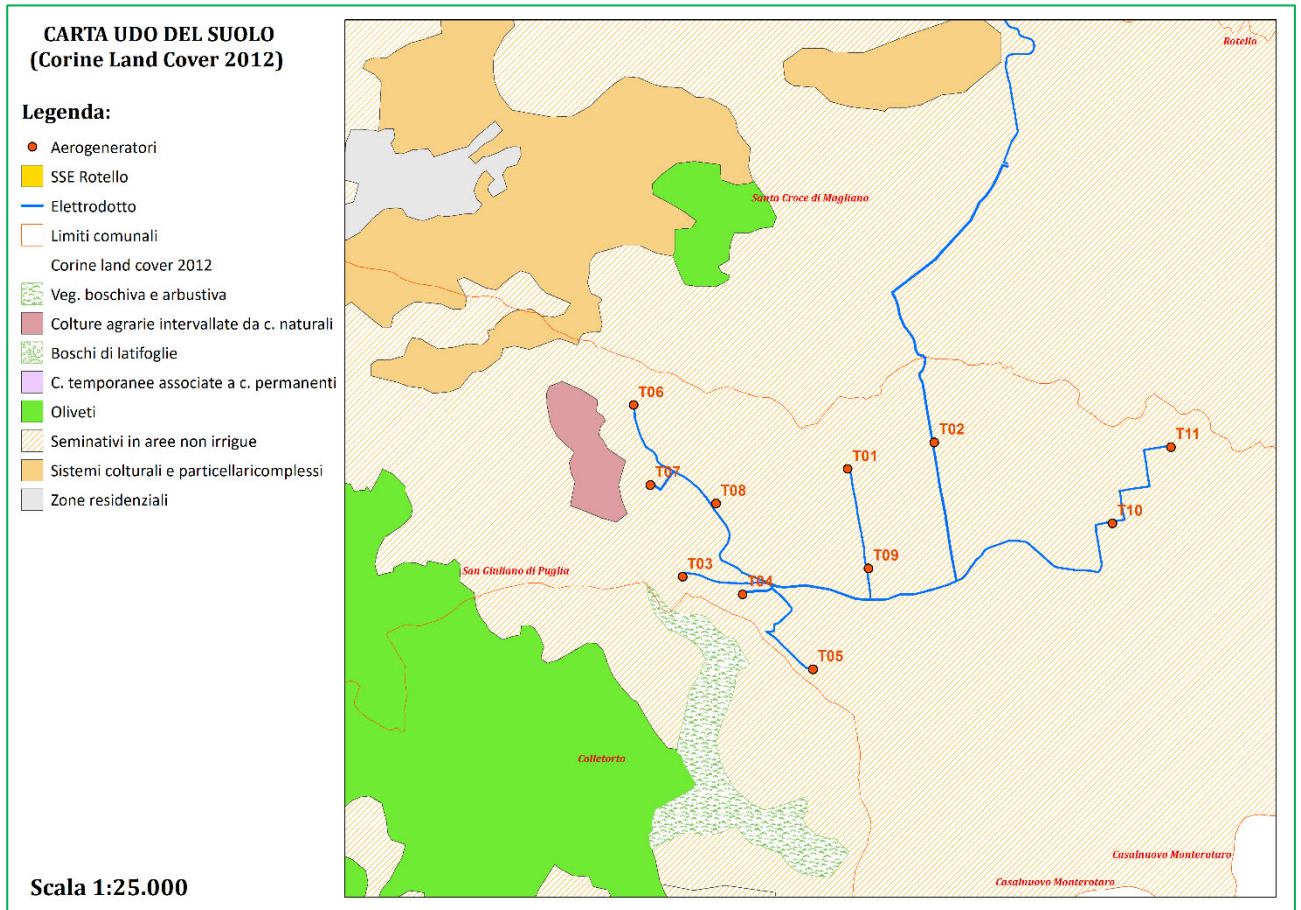 CARTA UDO DEL SUOLO
(Corine Land Cover 2012)
Legenda:
Aerogeneratori
SSE Rotello
Elettrodotto
Limiti comunali
Corine land cover 2012
Veg. boschiva e arbustiva
Colture agrarie intervallate da c. naturali
Boschi di latifoglie
C. temporanee associate a c. permanenti
Oliveti
Seminativi in aree non irrigue
Sistemi colturali e particellaricomplessi
Zone residenziali
Scala 1:25.000
Rotello
Santa Croce di Magliano
T06
T02
T11
T01
T07
T08
T10
T09
San Giuliano di Puglia
T03
T04
T05
Colletorto
Casalnuovo Monterotaro
Casalnuovo Monterotaro